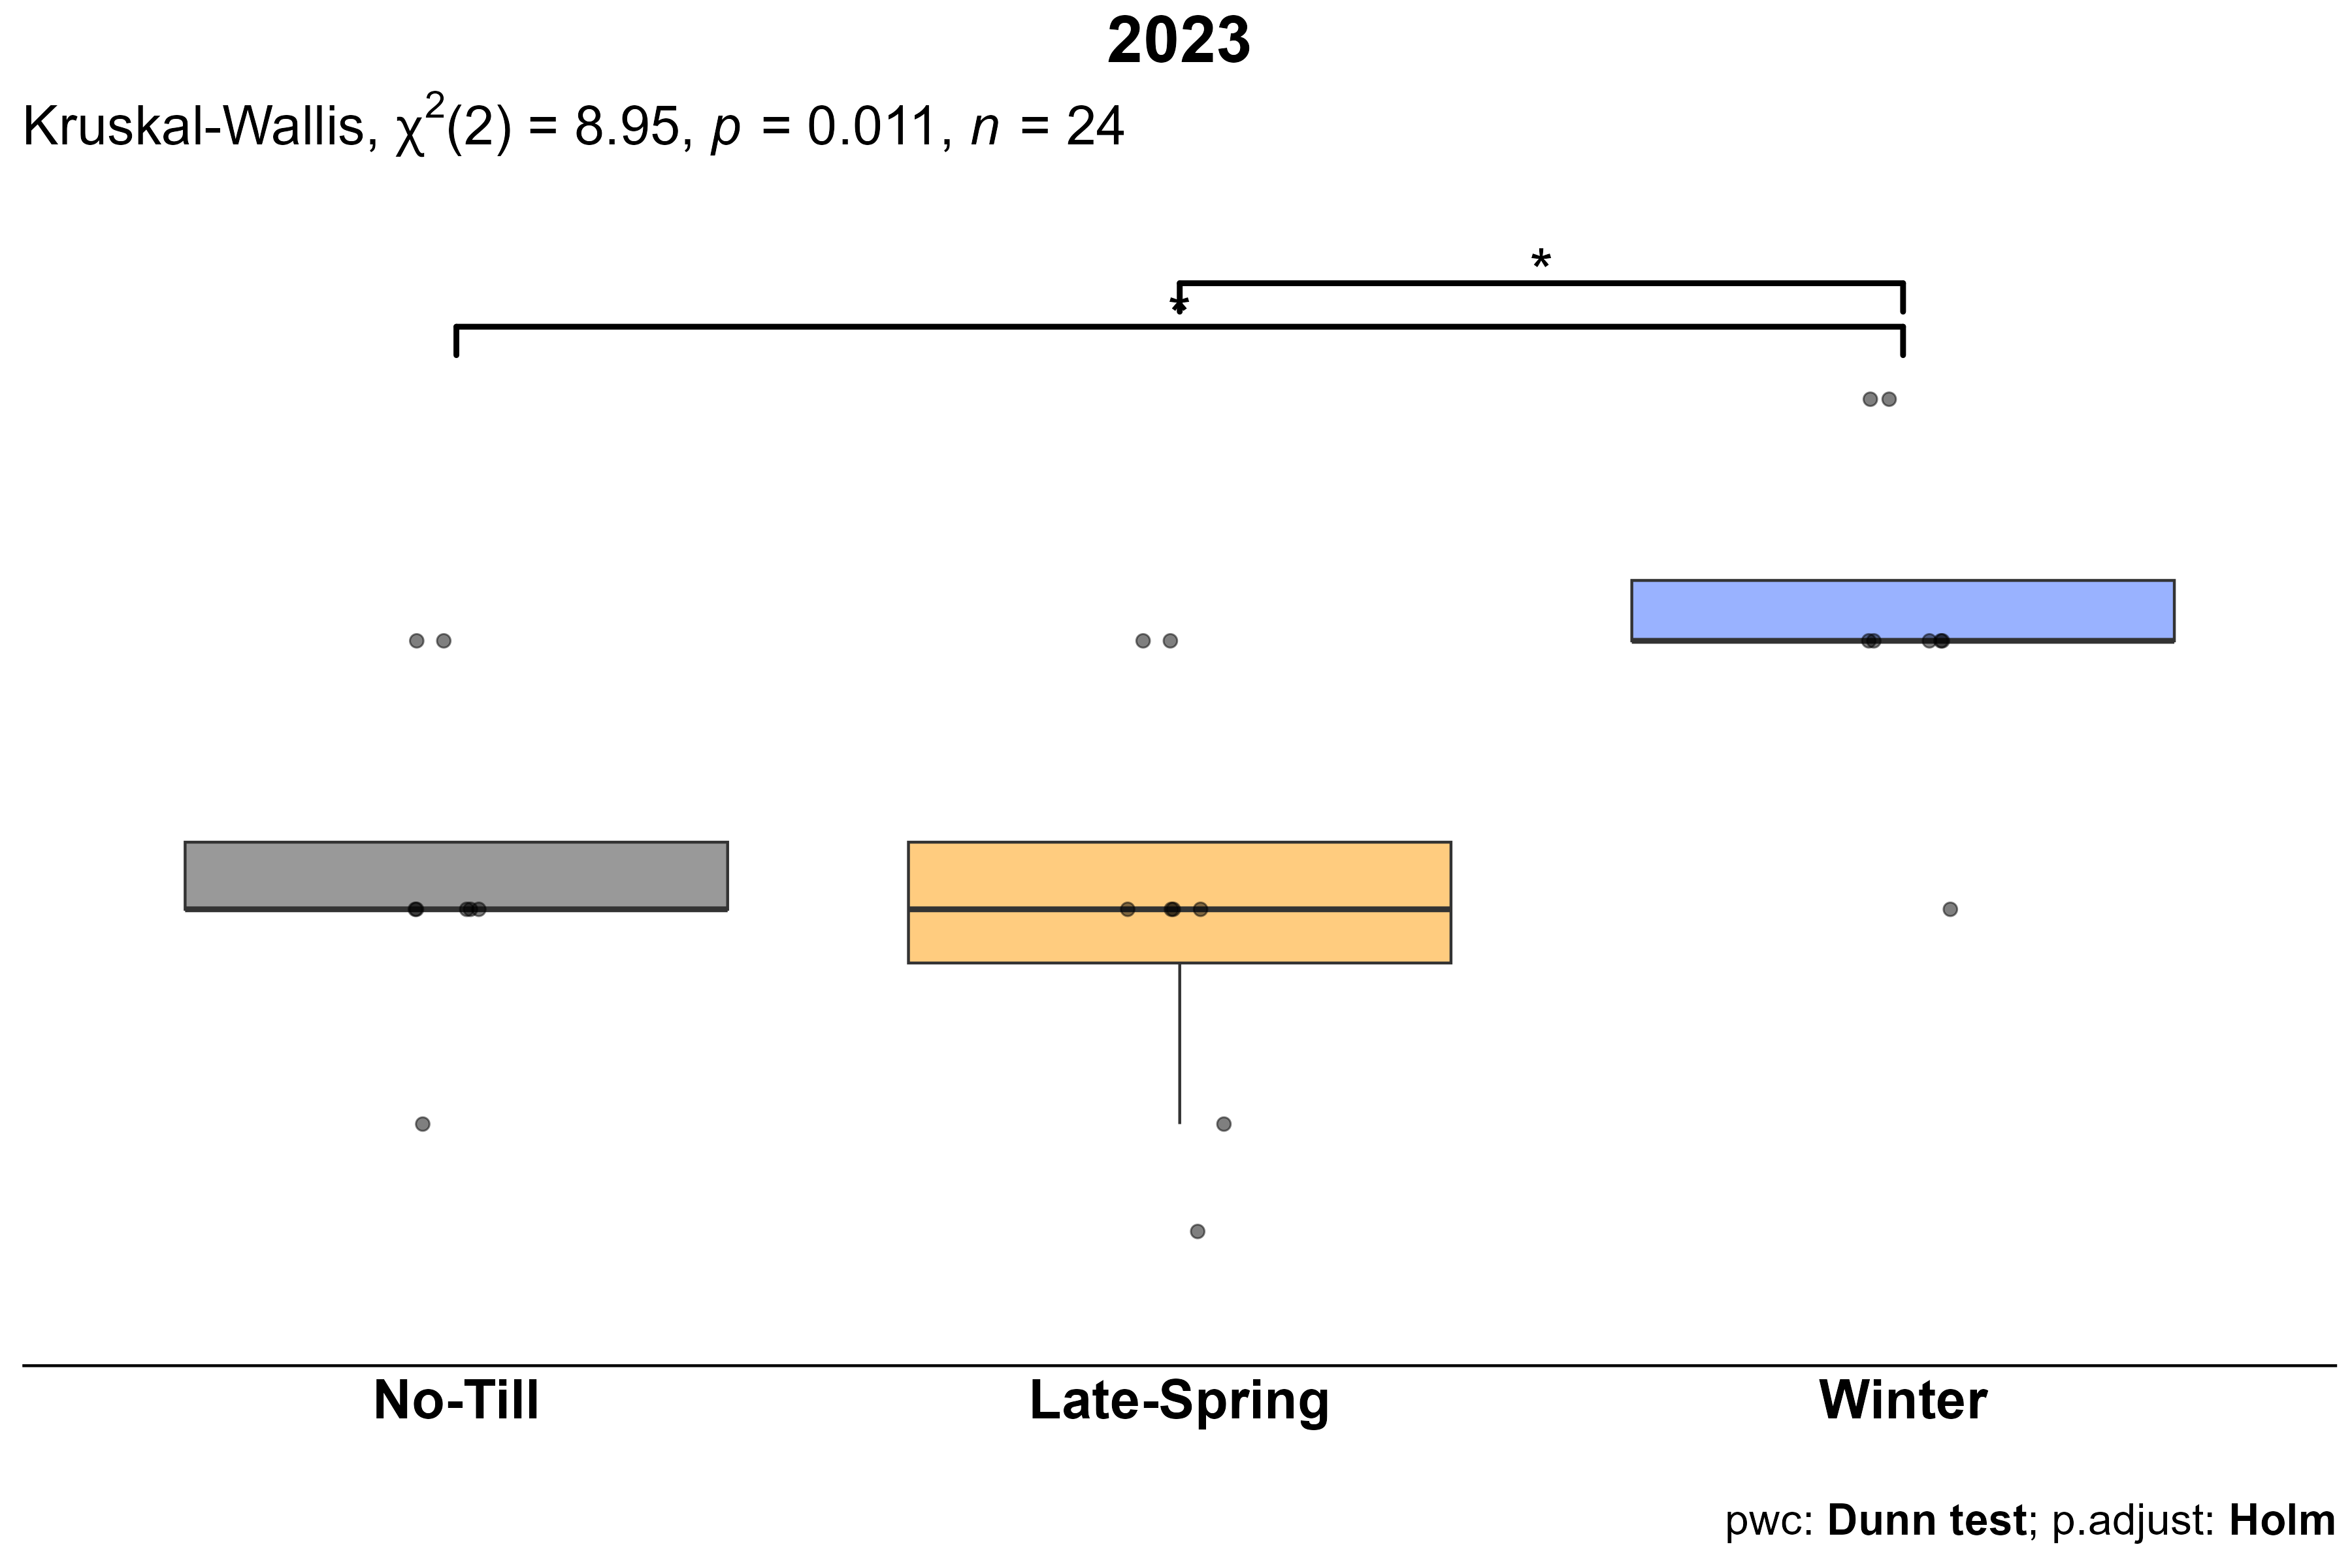 2023
Kruskal-Wallis, χ²(2) = 8.95, p = 0.011, n = 24
*
*
No-Till Late-Spring Winter
pwc: Dunn test; p.adjust: Holm